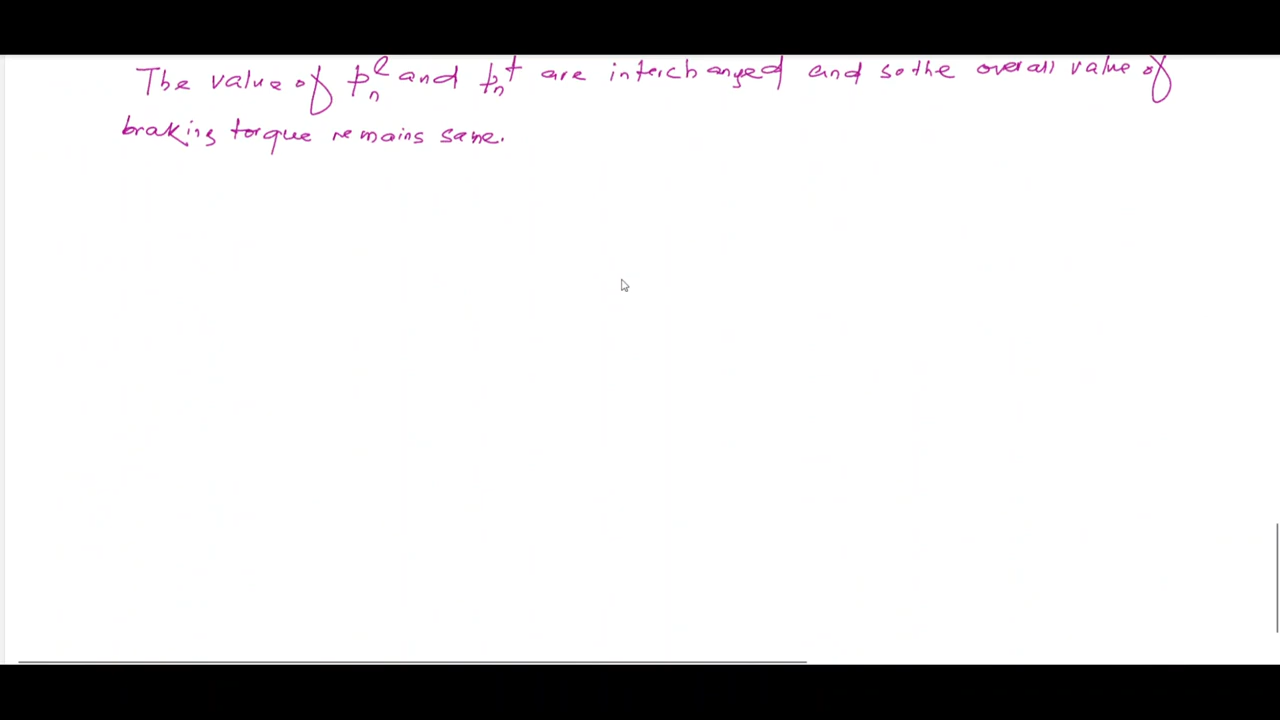 The value of pₙˡ and pₙᵗ are interchanged and so the overall value of
braking torque remains same.